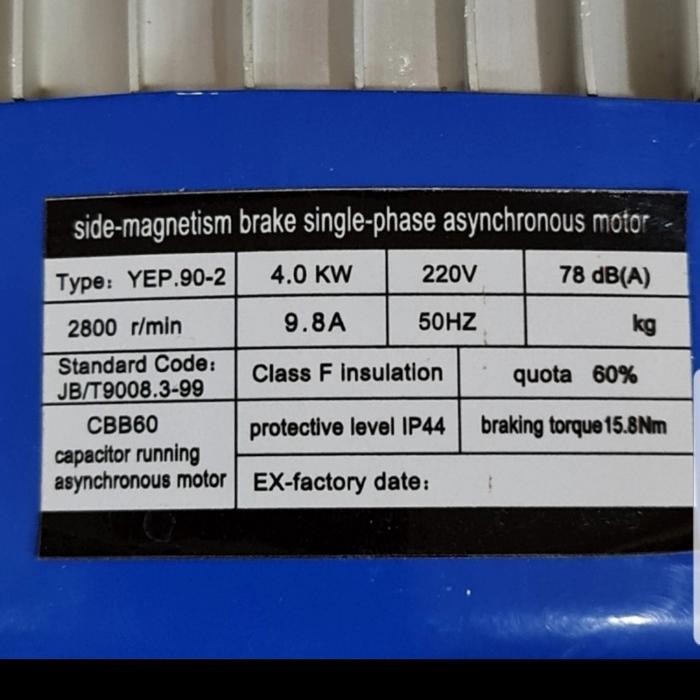 side-magnetism brake single-phase asynchronous motor
Type: YEP.90-2 4.0 KW 220V 78 dB(A)
2800 r/min 9.8A 50HZ kg
Standard Code:
JB/T9008.3-99
Class F insulation quota 60%
CBB60
capacitor running
asynchronous motor
protective level IP44 braking torque15.8Nm
EX-factory date: